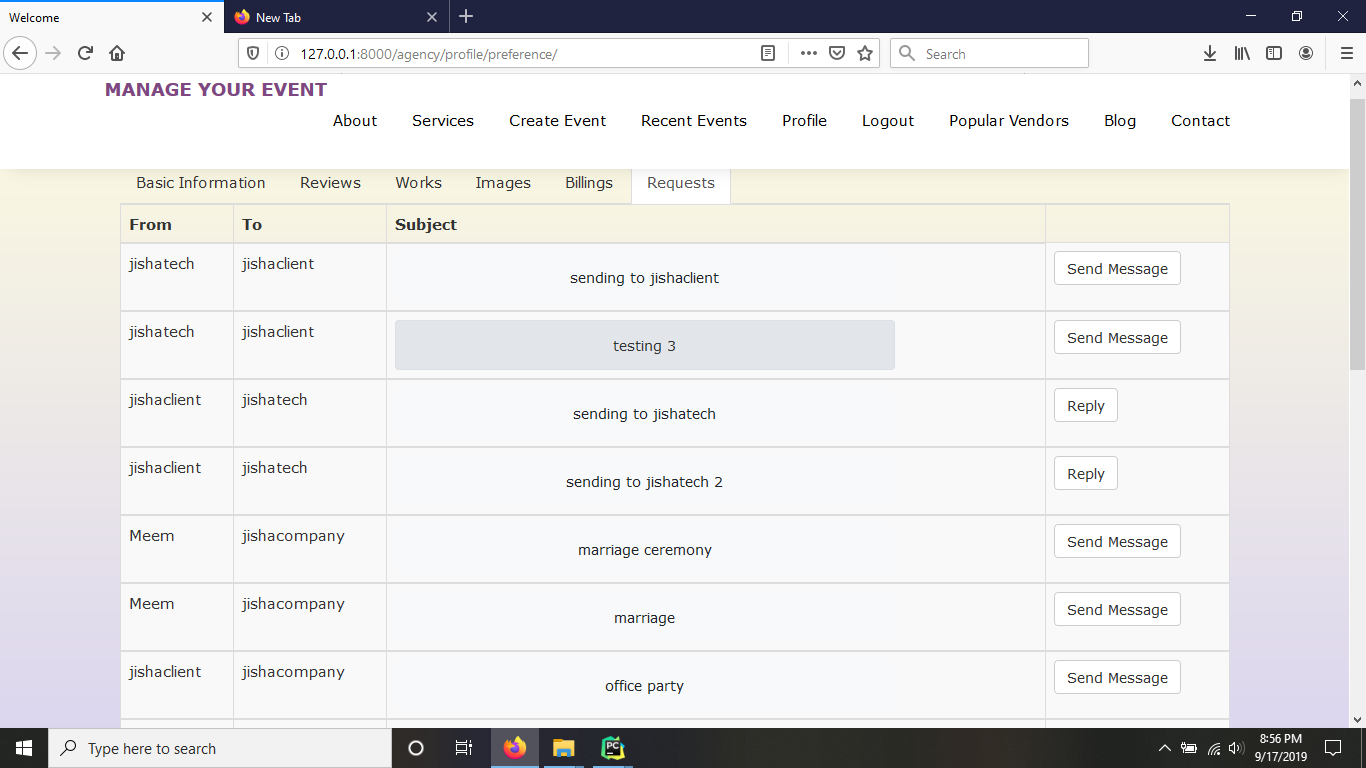 Welcome
New Tab
127.0.0.1:8000/agency/profile/preference/
Search
MANAGE YOUR EVENT
About Services Create Event Recent Events Profile Logout Popular Vendors Blog Contact
Basic Information Reviews Works Images Billings Requests
From To Subject
jishatech jishaclient sending to jishaclient Send Message
jishatech jishaclient testing 3 Send Message
jishaclient jishatech sending to jishatech Reply
jishaclient jishatech sending to jishatech 2 Reply
Meem jishacompany marriage ceremony Send Message
Meem jishacompany marriage Send Message
jishaclient jishacompany office party Send Message
Type here to search
PC
8:56 PM
9/17/2019